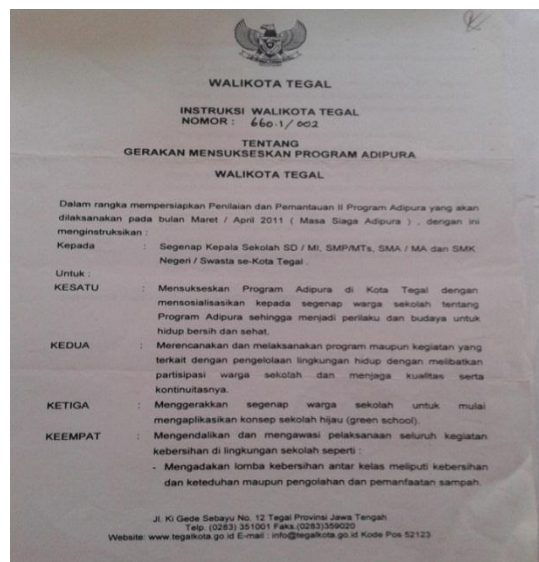 WALIKOTA TEGAL
INSTRUKSI WALIKOTA TEGAL
NOMOR : 660.1/002
TENTANG
GERAKAN MENSUKSESKAN PROGRAM ADIPURA
WALIKOTA TEGAL
Dalam rangka mempersiapkan Penilaian dan Pemantauan II Program Adipura yang akan
dilaksanakan pada bulan Maret / April 2011 ( Masa Siaga Adipura ) , dengan ini
menginstruksikan :
Kepada : Segenap Kepala Sekolah SD / MI, SMP/MTs, SMA / MA dan SMK
Negeri / Swasta se-Kota Tegal .
Untuk :
KESATU : Mensukseskan Program Adipura di Kota Tegal dengan
mensosialisasikan kepada segenap warga sekolah tentang
Program Adipura sehingga menjadi perilaku dan budaya untuk
hidup bersih dan sehat.
KEDUA : Merencanakan dan melaksanakan program maupun kegiatan yang
terkait dengan pengelolaan lingkungan hidup dengan melibatkan
partisipasi warga sekolah dan menjaga kualitas serta
kontinuitasnya.
KETIGA : Menggerakkan segenap warga sekolah untuk mulai
mengaplikasikan konsep sekolah hijau (green school).
KEEMPAT : Mengendalikan dan mengawasi pelaksanaan seluruh kegiatan
kebersihan di lingkungan sekolah seperti :
- Mengadakan lomba kebersihan antar kelas meliputi kebersihan
dan keteduhan maupun pengolahan dan pemanfaatan sampah.
Jl. Ki Gede Sebayu No. 12 Tegal Provinsi Jawa Tengah
Telp. (0283) 351001 Faks.(0283)359020
Website: www.tegalkota.go.id E-mail : info@tegalkota.go.id Kode Pos 52123